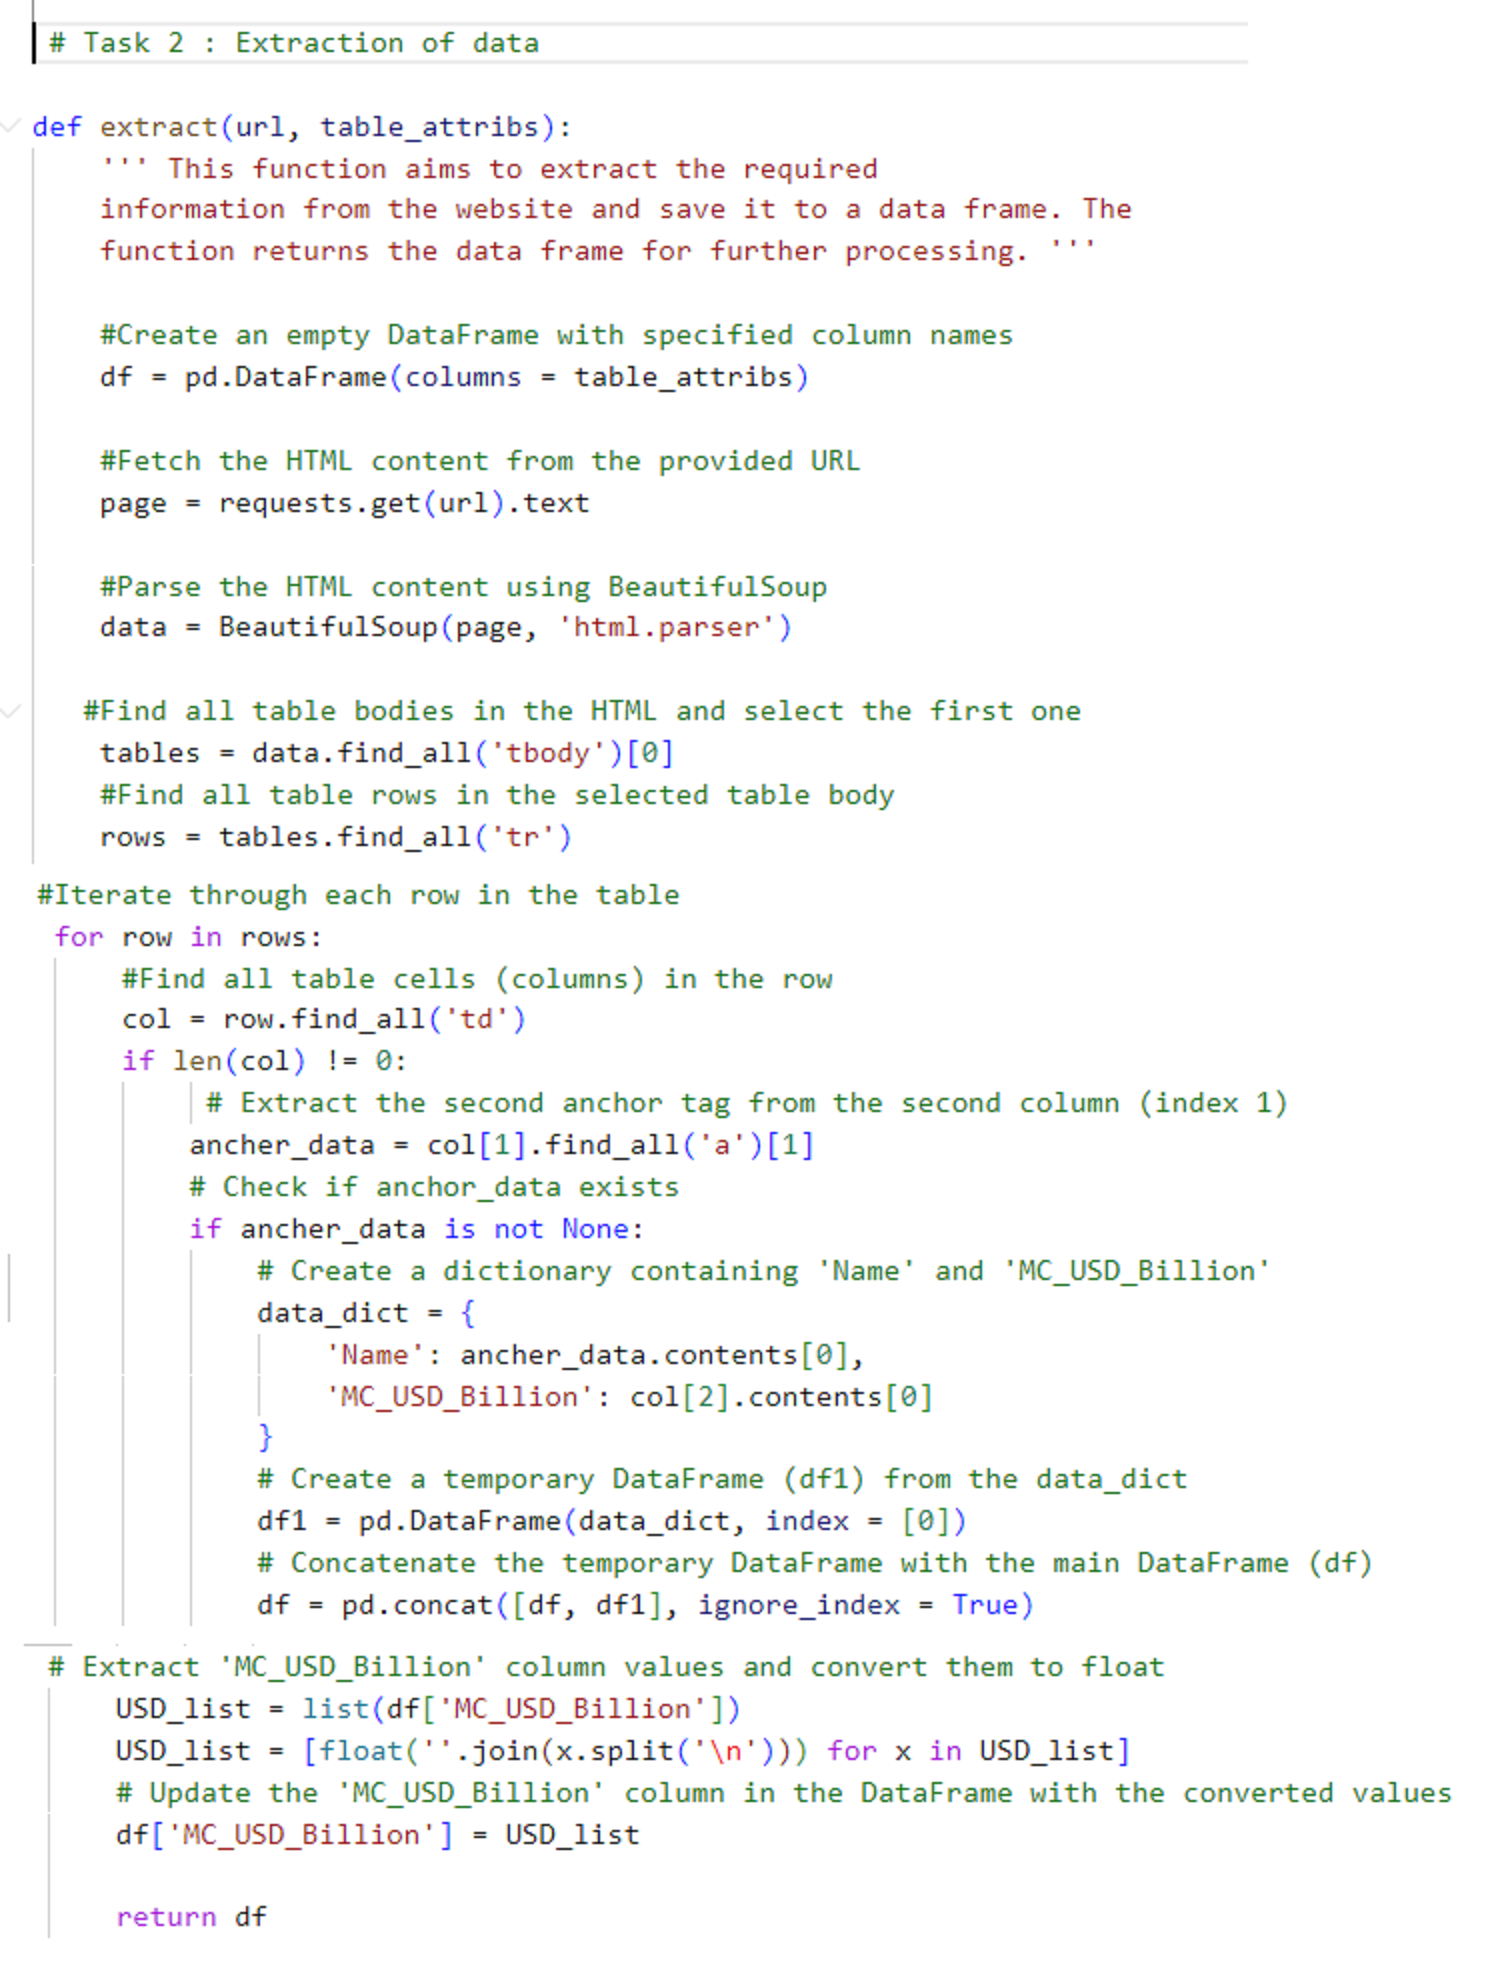 # Task 2 : Extraction of data
def extract(url, table_attribs):
''' This function aims to extract the required
information from the website and save it to a data frame. The
function returns the data frame for further processing. '''
#Create an empty DataFrame with specified column names
df = pd.DataFrame(columns = table_attribs)
#Fetch the HTML content from the provided URL
page = requests.get(url).text
#Parse the HTML content using BeautifulSoup
data = BeautifulSoup(page, 'html.parser')
#Find all table bodies in the HTML and select the first one
tables = data.find_all('tbody')[0]
#Find all table rows in the selected table body
rows = tables.find_all('tr')
#Iterate through each row in the table
for row in rows:
#Find all table cells (columns) in the row
col = row.find_all('td')
if len(col) != 0:
# Extract the second anchor tag from the second column (index 1)
ancher_data = col[1].find_all('a')[1]
# Check if anchor_data exists
if ancher_data is not None:
# Create a dictionary containing 'Name' and 'MC_USD_Billion'
data_dict = {
'Name': ancher_data.contents[0],
'MC_USD_Billion': col[2].contents[0]
}
# Create a temporary DataFrame (df1) from the data_dict
df1 = pd.DataFrame(data_dict, index = [0])
# Concatenate the temporary DataFrame with the main DataFrame (df)
df = pd.concat([df, df1], ignore_index = True)
# Extract 'MC_USD_Billion' column values and convert them to float
USD_list = list(df['MC_USD_Billion'])
USD_list = [float(''.join(x.split('\n'))) for x in USD_list]
# Update the 'MC_USD_Billion' column in the DataFrame with the converted values
df['MC_USD_Billion'] = USD_list
return df